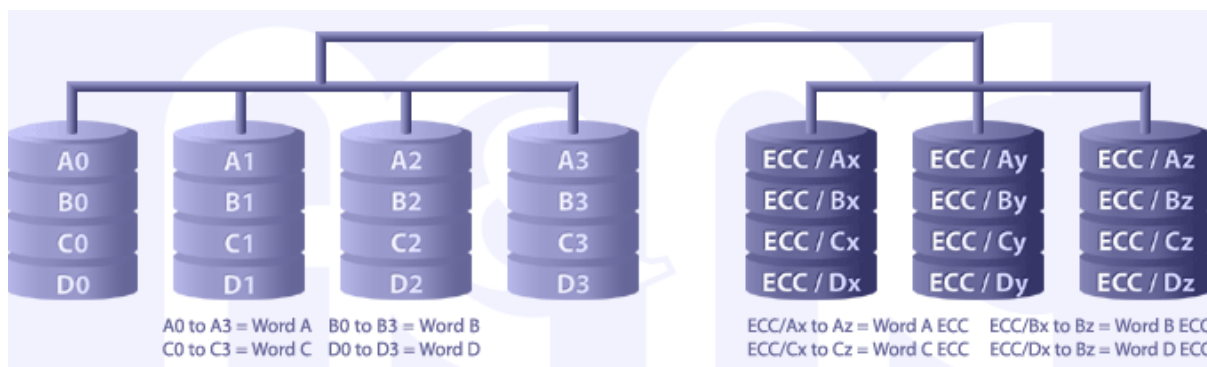 A0 A1 A2 A3 ECC / Ax ECC / Ay ECC / Az
B0 B1 B2 B3 ECC / Bx ECC / By ECC / Bz
C0 C1 C2 C3 ECC / Cx ECC / Cy ECC / Cz
D0 D1 D2 D3 ECC / Dx ECC / Dy ECC / Dz
A0 to A3 = Word A B0 to B3 = Word B ECC/Ax to Az = Word A ECC ECC/Bx to Bz = Word B ECC
C0 to C3 = Word C D0 to D3 = Word D ECC/Cx to Cz = Word C ECC ECC/Dx to Bz = Word D ECC